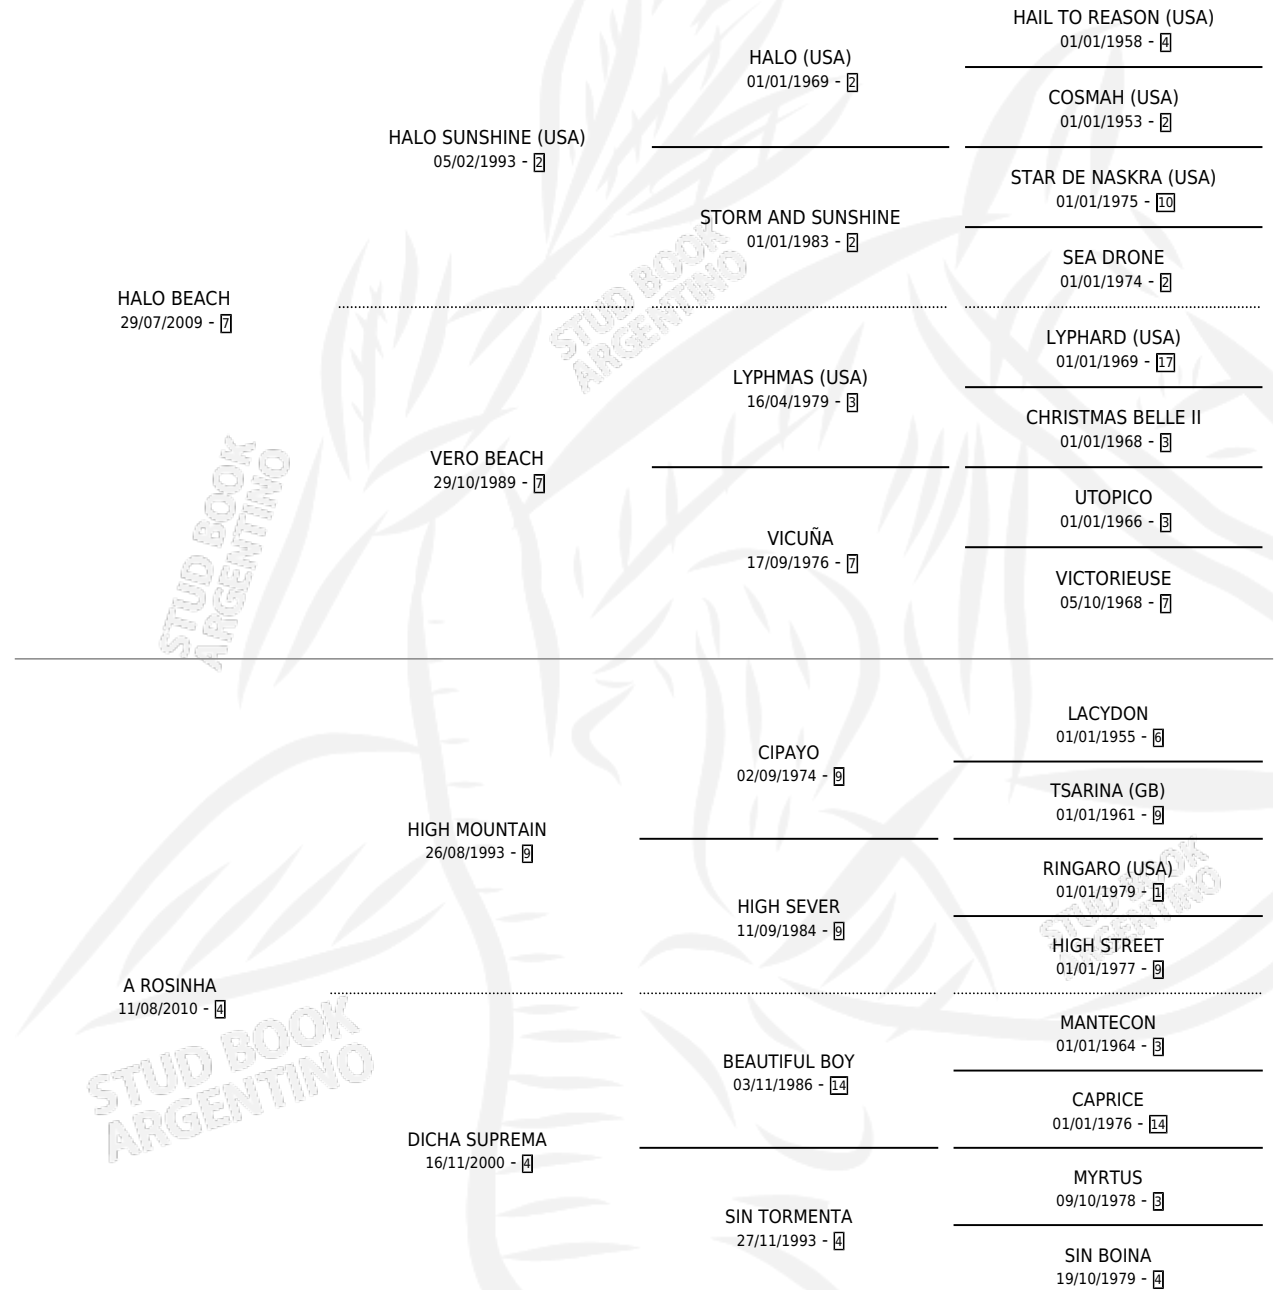 HAIL TO REASON (USA)
01/01/1958 - 4
HALO (USA)
01/01/1969 - 2
COSMAH (USA)
01/01/1953 - 2
HALO SUNSHINE (USA)
05/02/1993 - 2
STAR DE NASKRA (USA)
01/01/1975 - 10
STORM AND SUNSHINE
01/01/1983 - 2
SEA DRONE
01/01/1974 - 2
HALO BEACH
29/07/2009 - 7
LYPHARD (USA)
01/01/1969 - 17
LYPHMAS (USA)
16/04/1979 - 3
CHRISTMAS BELLE II
01/01/1968 - 3
VERO BEACH
29/10/1989 - 7
UTOPICO
01/01/1966 - 3
VICUÑA
17/09/1976 - 7
VICTORIEUSE
05/10/1968 - 7
LACYDON
01/01/1955 - 6
CIPAYO
02/09/1974 - 9
TSARINA (GB)
01/01/1961 - 9
HIGH MOUNTAIN
26/08/1993 - 9
RINGARO (USA)
01/01/1979 - 1
HIGH SEVER
11/09/1984 - 9
HIGH STREET
01/01/1977 - 9
A ROSINHA
11/08/2010 - 4
MANTECON
01/01/1964 - 3
BEAUTIFUL BOY
03/11/1986 - 14
CAPRICE
01/01/1976 - 14
DICHA SUPREMA
16/11/2000 - 4
MYRTUS
09/10/1978 - 3
SIN TORMENTA
27/11/1993 - 4
SIN BOINA
19/10/1979 - 4
STUD BOOK
ARGENTINO
STUD BOOK
ARGENTINO
STUD BOOK
ARGENTINO
STUD BOOK
ARGENTINO